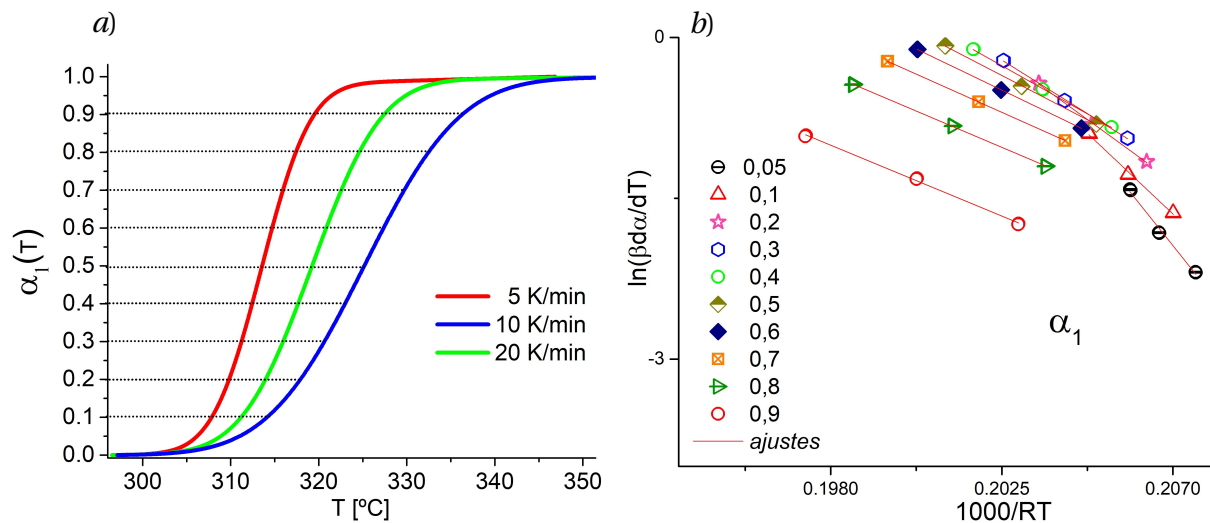 a)
α₁(T)
1.0
0.9
0.8
0.7
0.6
0.5
0.4
0.3
0.2
0.1
0.0
5 K/min
10 K/min
20 K/min
300 310 320 330 340 350
T [ºC]
b)
ln(βdα/dT)
0
-3
0,05
0,1
0,2
0,3
0,4
0,5
0,6
0,7
0,8
0,9
ajustes
α₁
0.1980 0.2025 0.2070
1000/RT